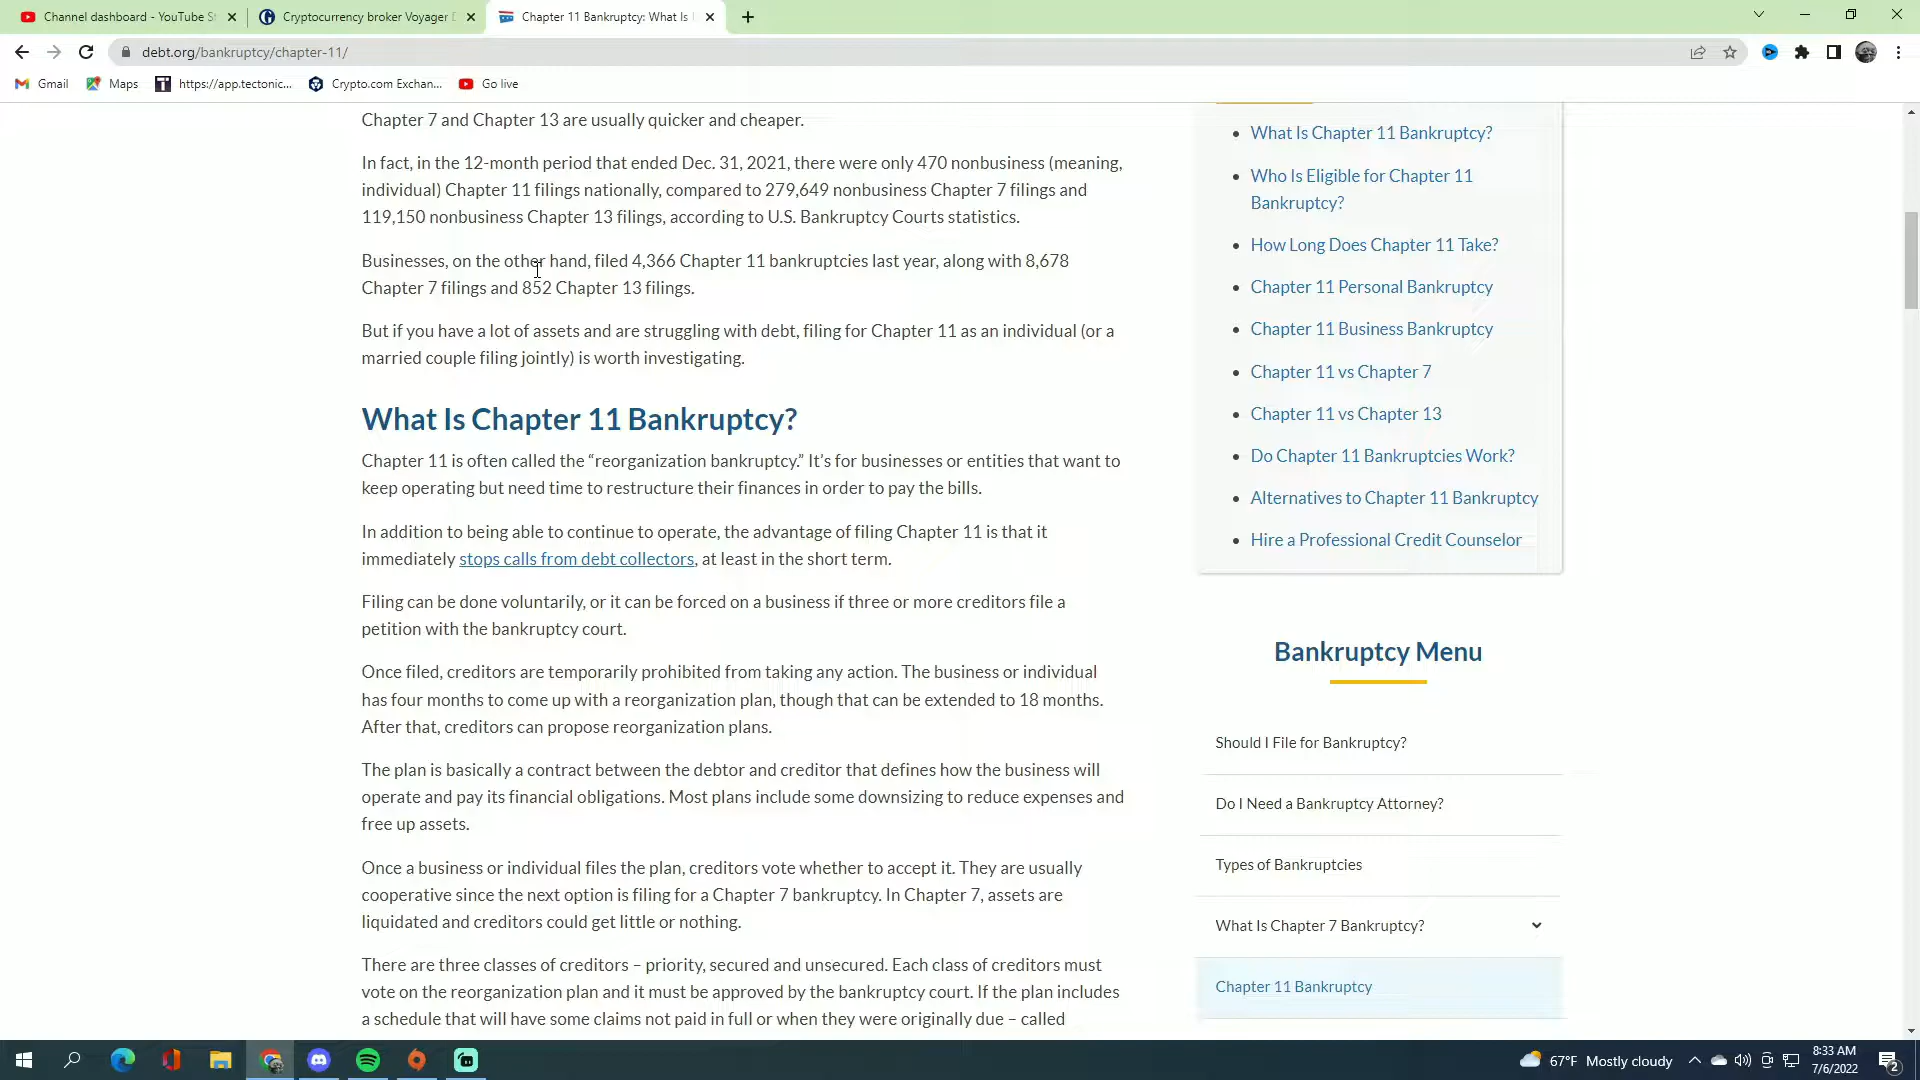 Channel dashboard - YouTube S
Cryptocurrency broker Voyager
Chapter 11 Bankruptcy: What Is
debt.org/bankruptcy/chapter-11/
Gmail
Maps
https://app.tectonic...
Crypto.com Exchan...
Go live
Chapter 7 and Chapter 13 are usually quicker and cheaper.
In fact, in the 12-month period that ended Dec. 31, 2021, there were only 470 nonbusiness (meaning,
individual) Chapter 11 filings nationally, compared to 279,649 nonbusiness Chapter 7 filings and
119,150 nonbusiness Chapter 13 filings, according to U.S. Bankruptcy Courts statistics.
Businesses, on the other hand, filed 4,366 Chapter 11 bankruptcies last year, along with 8,678
Chapter 7 filings and 852 Chapter 13 filings.
But if you have a lot of assets and are struggling with debt, filing for Chapter 11 as an individual (or a
married couple filing jointly) is worth investigating.
What Is Chapter 11 Bankruptcy?
Chapter 11 is often called the “reorganization bankruptcy.” It’s for businesses or entities that want to
keep operating but need time to restructure their finances in order to pay the bills.
In addition to being able to continue to operate, the advantage of filing Chapter 11 is that it
immediately stops calls from debt collectors, at least in the short term.
Filing can be done voluntarily, or it can be forced on a business if three or more creditors file a
petition with the bankruptcy court.
Once filed, creditors are temporarily prohibited from taking any action. The business or individual
has four months to come up with a reorganization plan, though that can be extended to 18 months.
After that, creditors can propose reorganization plans.
The plan is basically a contract between the debtor and creditor that defines how the business will
operate and pay its financial obligations. Most plans include some downsizing to reduce expenses and
free up assets.
Once a business or individual files the plan, creditors vote whether to accept it. They are usually
cooperative since the next option is filing for a Chapter 7 bankruptcy. In Chapter 7, assets are
liquidated and creditors could get little or nothing.
There are three classes of creditors – priority, secured and unsecured. Each class of creditors must
vote on the reorganization plan and it must be approved by the bankruptcy court. If the plan includes
a schedule that will have some claims not paid in full or when they were originally due – called
What Is Chapter 11 Bankruptcy?
Who Is Eligible for Chapter 11
Bankruptcy?
How Long Does Chapter 11 Take?
Chapter 11 Personal Bankruptcy
Chapter 11 Business Bankruptcy
Chapter 11 vs Chapter 7
Chapter 11 vs Chapter 13
Do Chapter 11 Bankruptcies Work?
Alternatives to Chapter 11 Bankruptcy
Hire a Professional Credit Counselor
Bankruptcy Menu
Should I File for Bankruptcy?
Do I Need a Bankruptcy Attorney?
Types of Bankruptcies
What Is Chapter 7 Bankruptcy?
Chapter 11 Bankruptcy
67°F Mostly cloudy
8:33 AM
7/6/2022
2